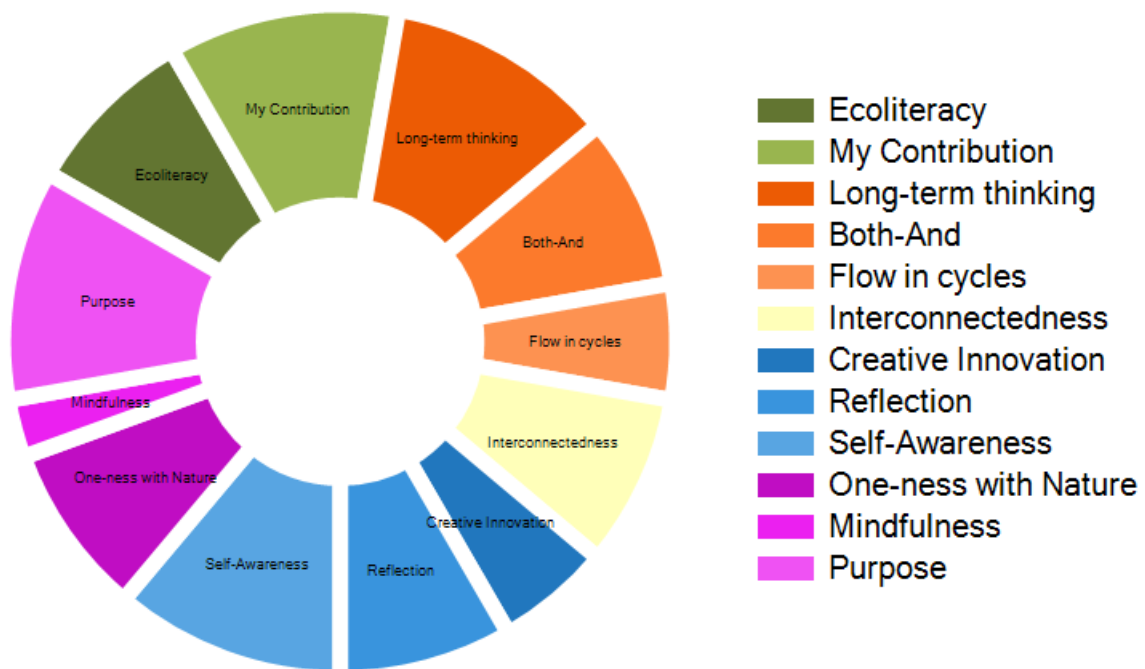 My Contribution
Long-term thinking
Ecoliteracy
Both-And
Purpose
Flow in cycles
Mindfulness
Interconnectedness
One-ness with Nature
Creative Innovation
Self-Awareness
Reflection
Ecoliteracy
My Contribution
Long-term thinking
Both-And
Flow in cycles
Interconnectedness
Creative Innovation
Reflection
Self-Awareness
One-ness with Nature
Mindfulness
Purpose